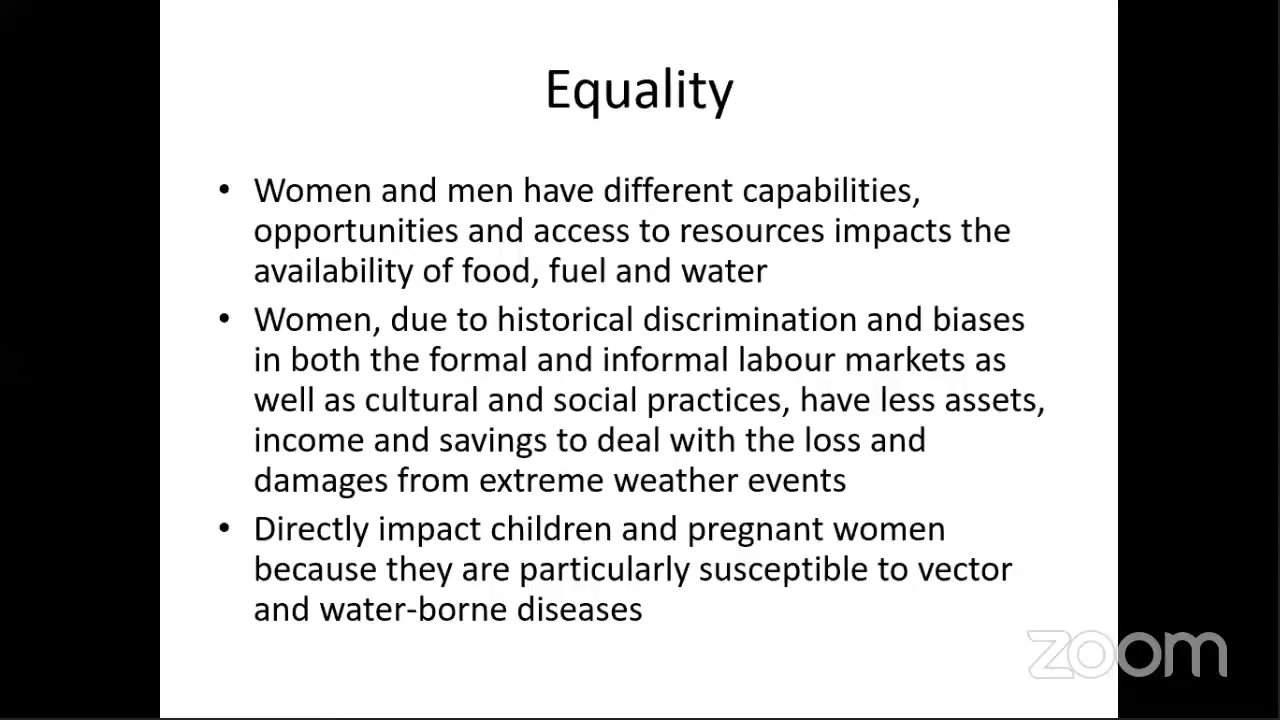 Equality
• Women and men have different capabilities,
opportunities and access to resources impacts the
availability of food, fuel and water
• Women, due to historical discrimination and biases
in both the formal and informal labour markets as
well as cultural and social practices, have less assets,
income and savings to deal with the loss and
damages from extreme weather events
• Directly impact children and pregnant women
because they are particularly susceptible to vector
and water-borne diseases
zoom